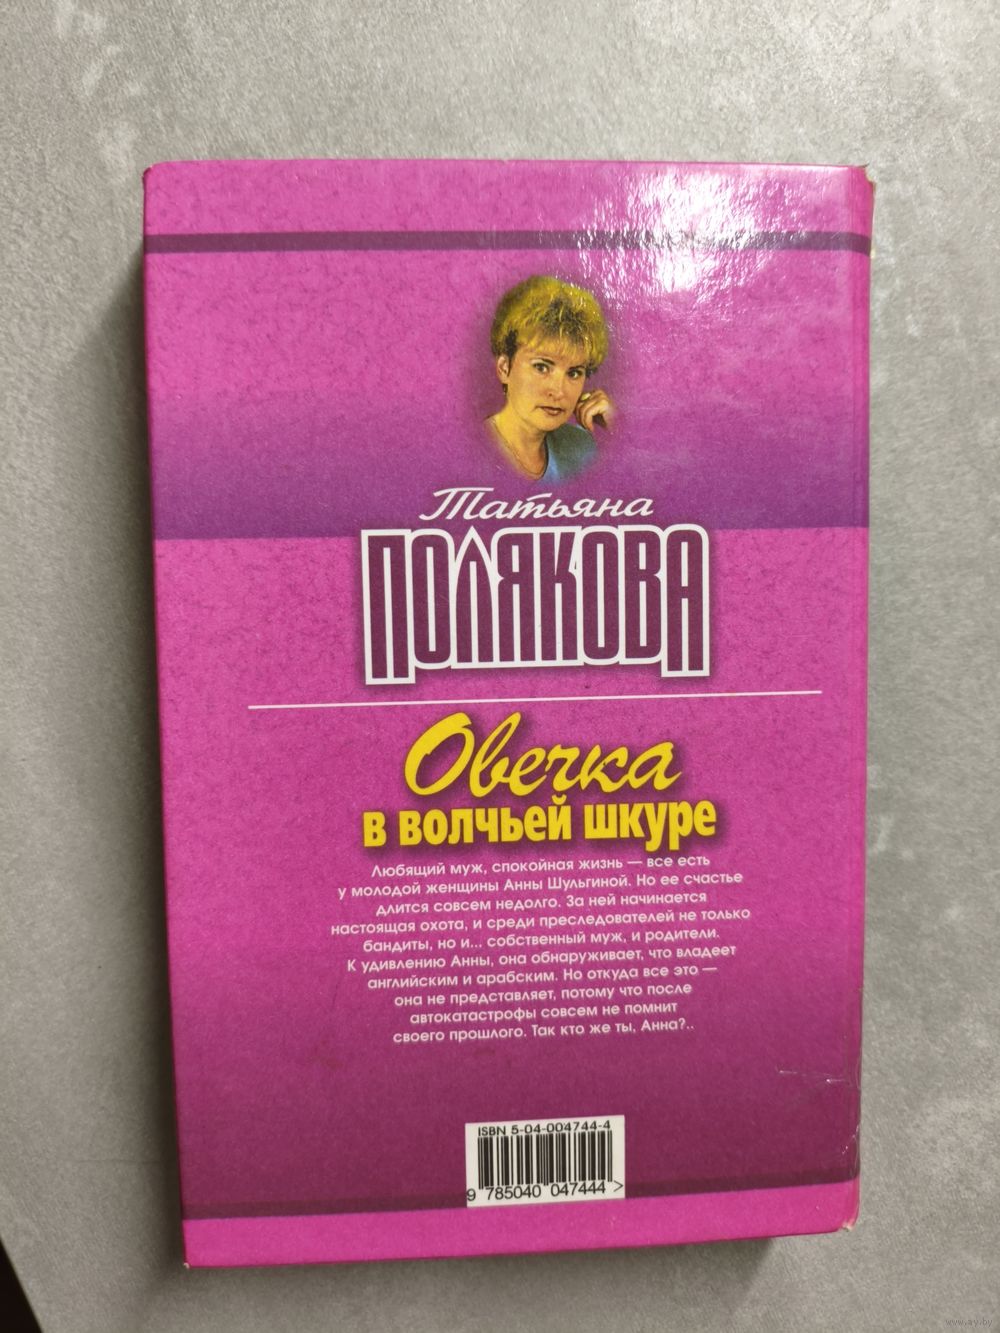 Татьяна
ПОЛЯКОВА
Овечка
в волчьей шкуре
Любящий муж, спокойная жизнь — все есть
у молодой женщины Анны Шульгиной. Но ее счастье
длится совсем недолго. За ней начинается
настоящая охота, и среди преследователей не только
бандиты, но и... собственный муж, и родители.
К удивлению Анны, она обнаруживает, что владеет
английским и арабским. Но откуда все это —
она не представляет, потому что после
автокатастрофы совсем не помнит
своего прошлого. Так кто же ты, Анна?..
ISBN 5-04-004744-4
9 785040 047444 >
www.ay.by